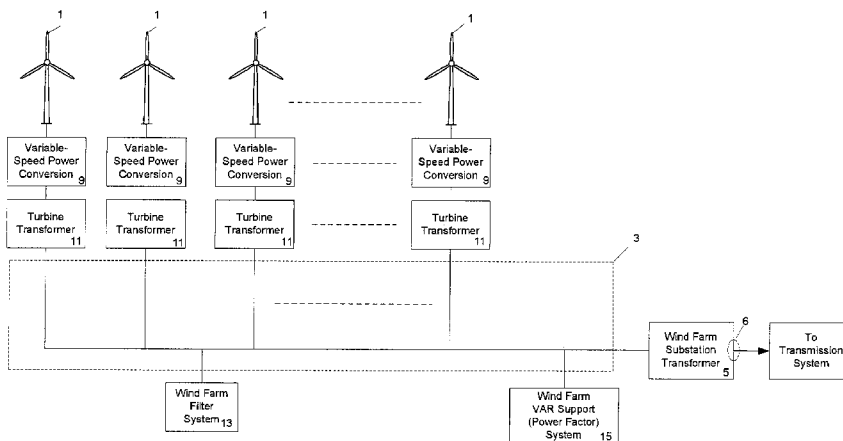 1
1
1
1
Variable-
Speed Power
Conversion 9
Variable-
Speed Power
Conversion 9
Variable-
Speed Power
Conversion 9
Variable-
Speed Power
Conversion 9
Turbine
Transformer
11
Turbine
Transformer
11
Turbine
Transformer
11
Turbine
Transformer
11
3
6
Wind Farm
Substation
Transformer
5
To
Transmission
System
Wind Farm
Filter
System 13
Wind Farm
VAR Support
(Power Factor)
System 15